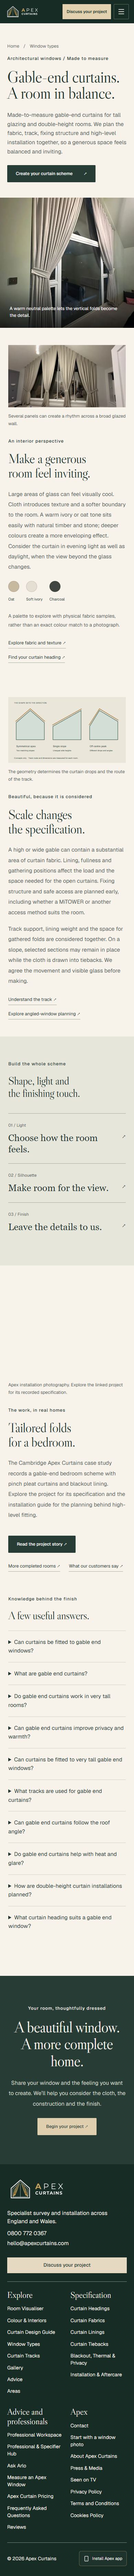 APEX
CURTAINS
Discuss your project
Home / Window types
Architectural windows / Made to measure
Gable-end curtains.
A room in balance.
Made-to-measure gable-end curtains for tall
glazing and double-height rooms. We plan the
fabric, track, fixing structure and high-level
installation together, so a generous space feels
balanced and inviting.
Create your curtain scheme ↗
A warm neutral palette lets the vertical folds become
the detail.
Several panels can create a rhythm across a broad glazed
wall.
An interior perspective
Make a generous
room feel inviting.
Large areas of glass can feel visually cool.
Cloth introduces texture and a softer boundary
to the room. A warm ivory or oat tone sits
easily with natural timber and stone; deeper
colours create a more enveloping effect.
Consider the curtain in evening light as well as
daylight, when the view beyond the glass
changes.
Oat
Soft ivory
Charcoal
A palette to explore with physical fabric samples,
rather than an exact colour match to a photograph.
Explore fabric and texture ↗
Find your curtain heading ↗
The geometry determines the curtain drops and the route
of the track.
Beautiful, because it is considered
Scale changes
the specification.
A high or wide gable can contain a substantial
area of curtain fabric. Lining, fullness and
gathering positions affect the load and the
space needed for the open curtains. Fixing
structure and safe access are planned early,
including whether a MITOWER or another
access method suits the room.
Track support, lining weight and the space for
gathered folds are considered together. On a
slope, selected sections may remain in place
while the cloth is drawn into tiebacks. We
agree the movement and visible glass before
making.
Understand the track ↗
Explore angled-window planning ↗
Build the whole scheme
Shape, light and
the finishing touch.
01 / Light
Choose how the room
feels. ↗
02 / Silhouette
Make room for the view. ↗
03 / Finish
Leave the details to us. ↗
Apex installation photography. Explore the linked project
for its recorded specification.
The work, in real homes
Tailored folds
for a bedroom.
The Cambridge Apex Curtains case study
records a gable-end bedroom scheme with
pinch pleat curtains and blackout lining.
Explore the project for its specification and the
installation guide for the planning behind high-level
fitting.
Read the project story ↗
More completed rooms ↗
What our customers say ↗
Knowledge behind the finish
A few useful answers.
▶ Can curtains be fitted to gable end
windows?
▶ What are gable end curtains?
▶ Do gable end curtains work in very tall
rooms?
▶ Can gable end curtains improve privacy and
warmth?
▶ Can curtains be fitted to very tall gable end
windows?
▶ What tracks are used for gable end
curtains?
▶ Can gable end curtains follow the roof
angle?
▶ Do gable end curtains help with heat and
glare?
▶ How are double-height curtain installations
planned?
▶ What curtain heading suits a gable end
window?
Your room, thoughtfully dressed
A beautiful window.
A more complete
home.
Share your window and the feeling you want
to create. We'll help you consider the cloth, the
construction and the finish.
Begin your project ↗
APEX
CURTAINS
Specialist survey and installation across
England and Wales.
0800 772 0367
hello@apexcurtains.com
Discuss your project
Explore
Room Visualiser
Colour & Interiors
Curtain Design Guide
Window Types
Curtain Tracks
Gallery
Advice
Areas
Specification
Curtain Headings
Curtain Fabrics
Curtain Linings
Curtain Tiebacks
Blackout, Thermal &
Privacy
Installation & Aftercare
Advice and
professionals
Professional Workspace
Professional & Specifier
Hub
Ask Arlo
Measure an Apex
Window
Apex Curtain Pricing
Frequently Asked
Questions
Reviews
Apex
Contact
Start with a window
photo
About Apex Curtains
Press & Media
Seen on TV
Privacy Policy
Terms and Conditions
Cookies Policy
© 2026 Apex Curtains
Install Apex app